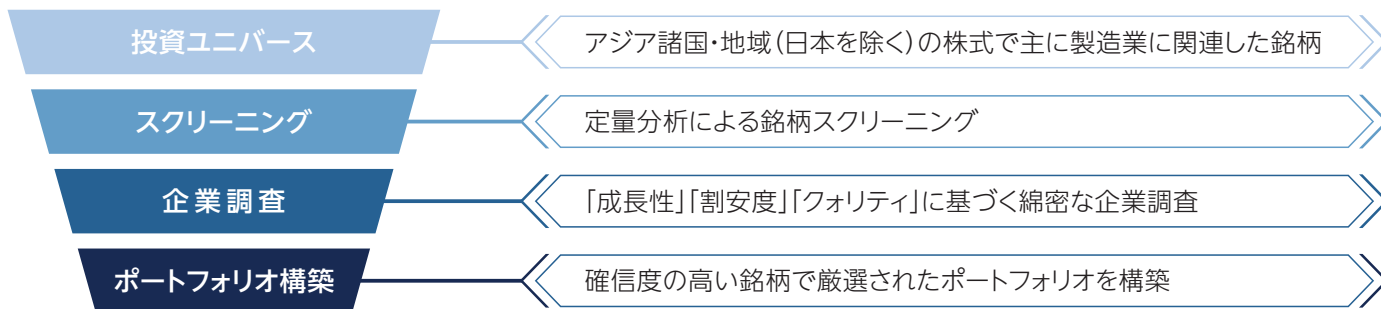 投資ユニバース
アジア諸国・地域(日本を除く)の株式で主に製造業に関連した銘柄
スクリーニング
定量分析による銘柄スクリーニング
企業調査
「成長性」「割安度」「クォリティ」に基づく綿密な企業調査
ポートフォリオ構築
確信度の高い銘柄で厳選されたポートフォリオを構築